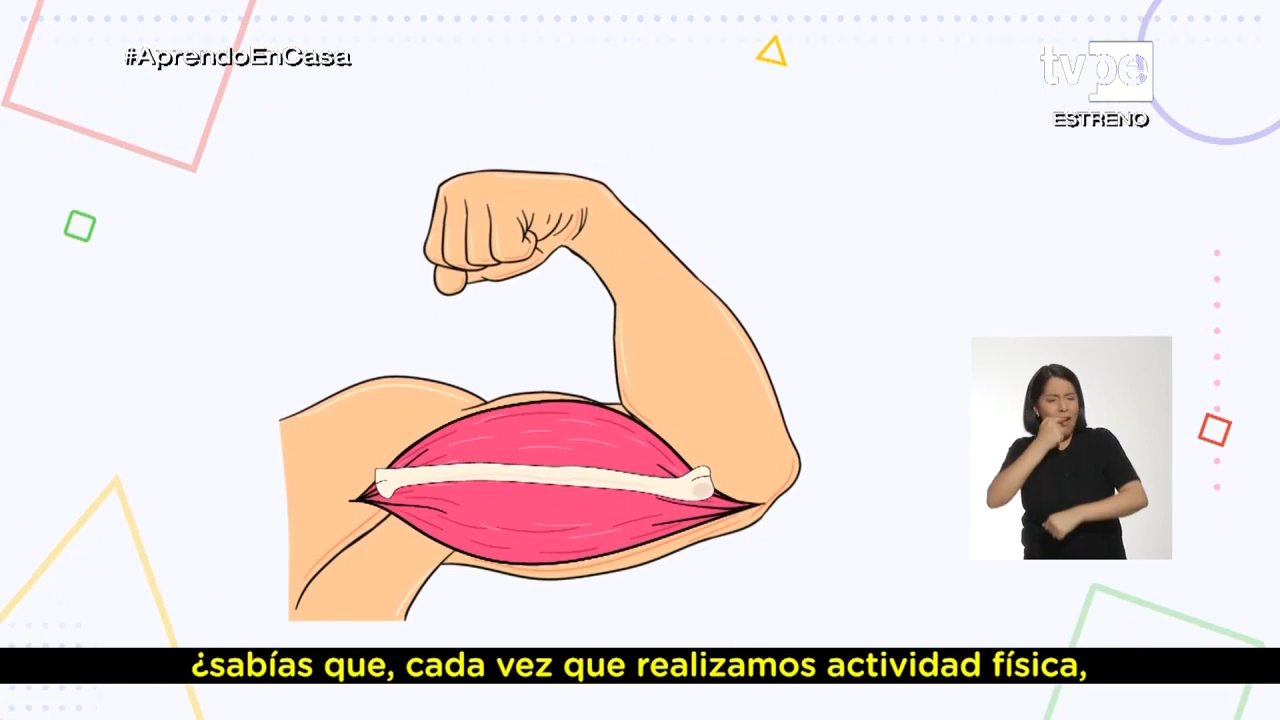 #AprendoEnCasa
tvpe
ESTRENO
¿sabías que, cada vez que realizamos actividad física,